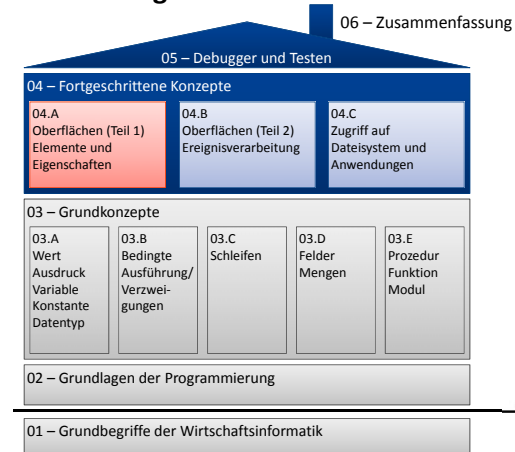 06 – Zusammenfassung
05 – Debugger und Testen
04 – Fortgeschrittene Konzepte
04.A
Oberflächen (Teil 1)
Elemente und
Eigenschaften
04.B
Oberflächen (Teil 2)
Ereignisverarbeitung
04.C
Zugriff auf
Dateisystem und
Anwendungen
03 – Grundkonzepte
03.A
Wert
Ausdruck
Variable
Konstante
Datentyp
03.B
Bedingte
Ausführung/
Verzwei-
gungen
03.C
Schleifen
03.D
Felder
Mengen
03.E
Prozedur
Funktion
Modul
02 – Grundlagen der Programmierung
01 – Grundbegriffe der Wirtschaftsinformatik